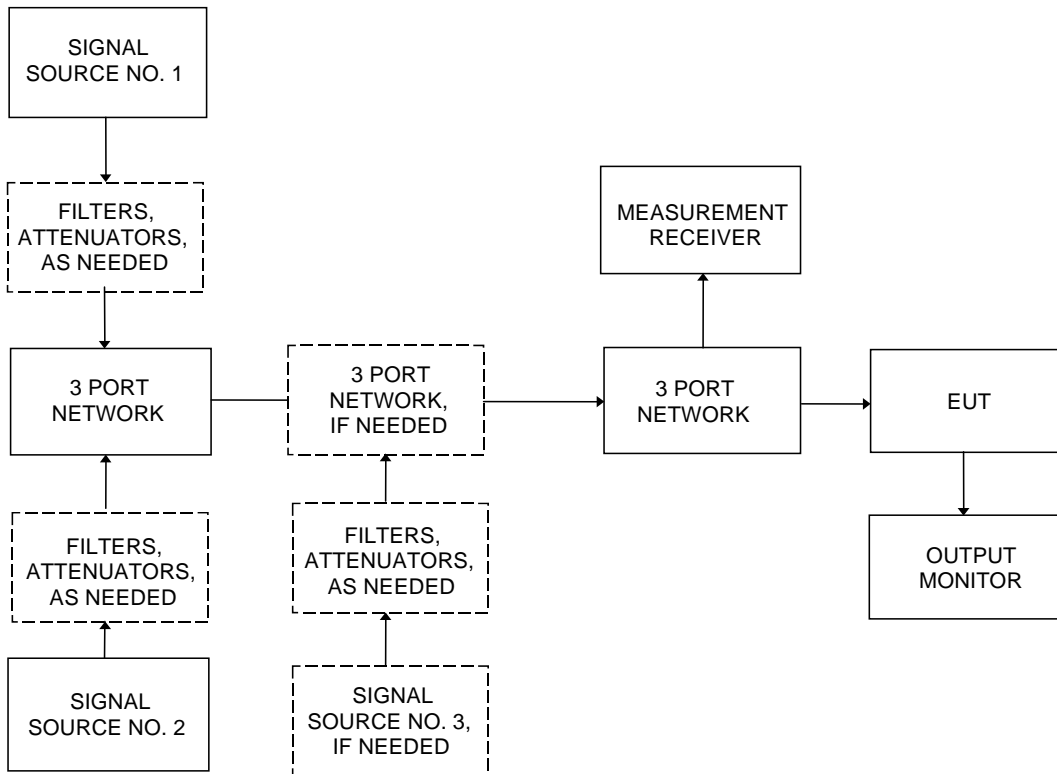 SIGNAL
SOURCE NO. 1
FILTERS,
ATTENUATORS,
AS NEEDED
MEASUREMENT
RECEIVER
3 PORT
NETWORK
3 PORT
NETWORK,
IF NEEDED
3 PORT
NETWORK
EUT
FILTERS,
ATTENUATORS,
AS NEEDED
FILTERS,
ATTENUATORS,
AS NEEDED
OUTPUT
MONITOR
SIGNAL
SOURCE NO. 2
SIGNAL
SOURCE NO. 3,
IF NEEDED